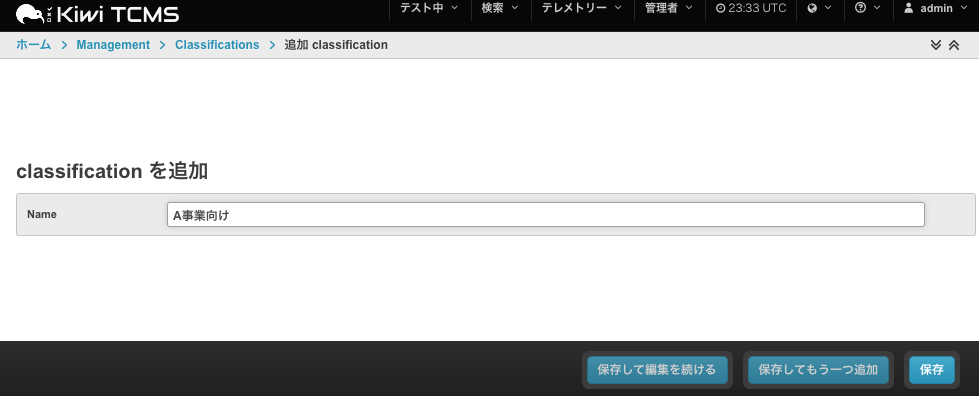 Kiwi TCMS テスト中 検索 テレメトリー 管理者 23:33 UTC admin
ホーム Management Classifications 追加 classification
classification を追加
Name A事業向け
保存して編集を続ける 保存してもう一つ追加 保存